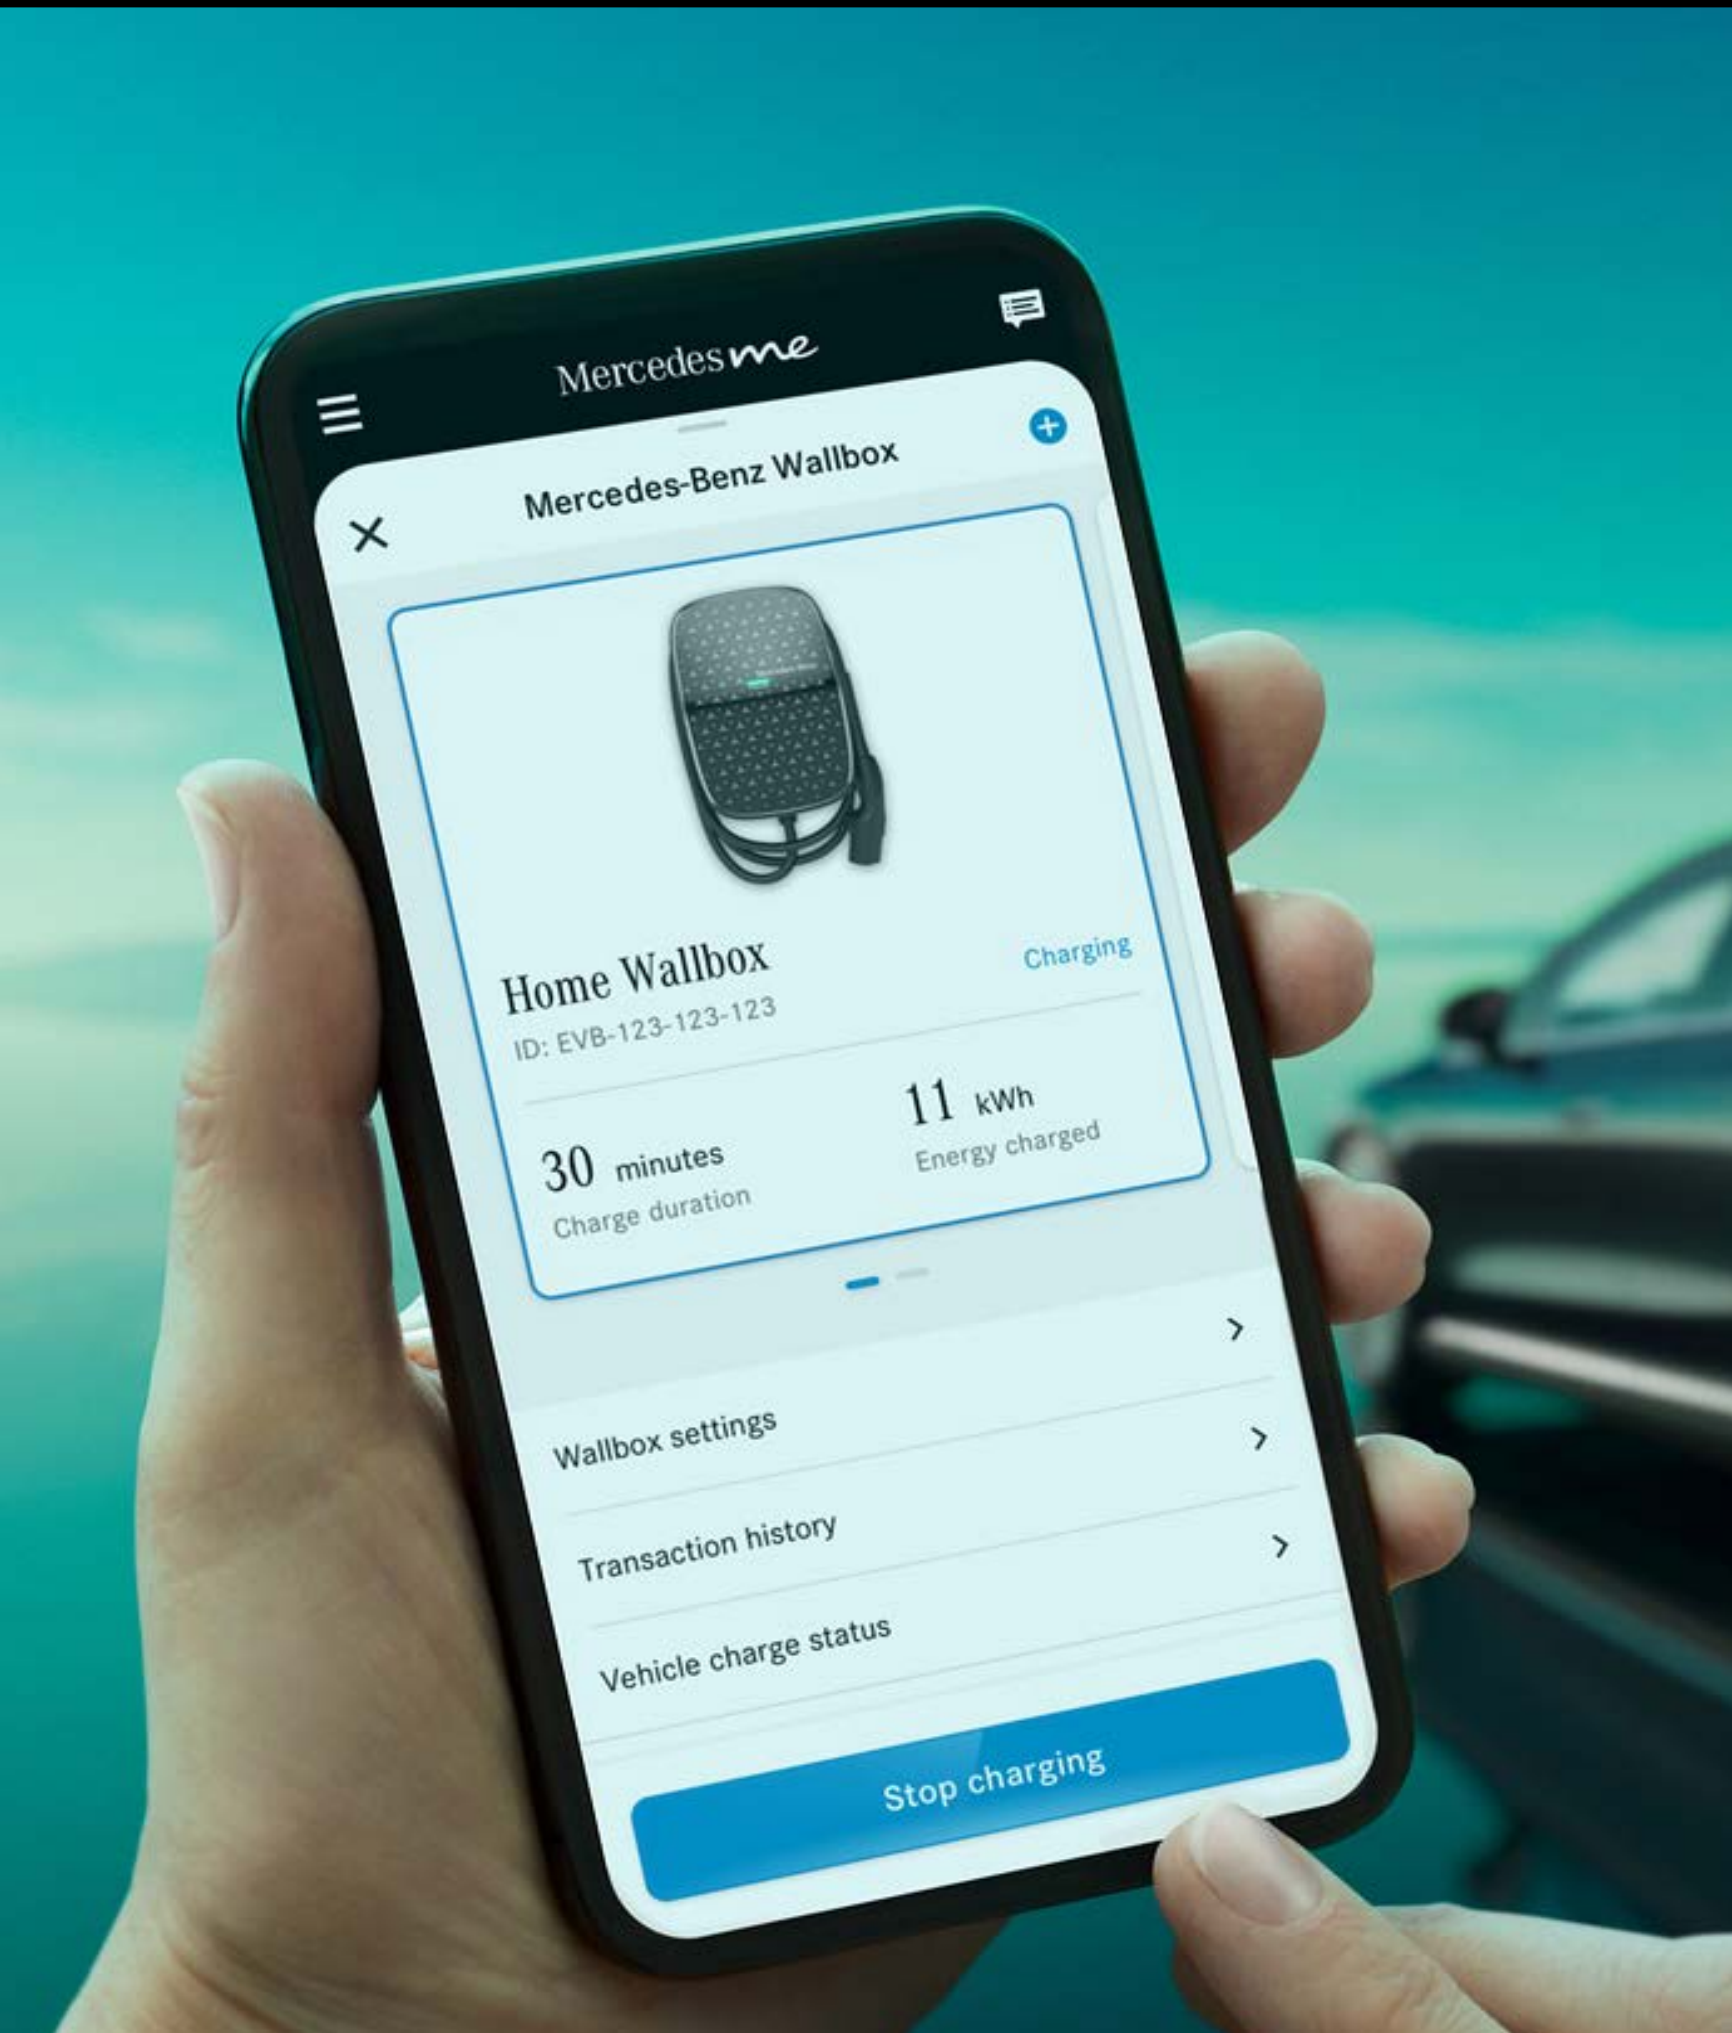 Mercedes me
Mercedes-Benz Wallbox
Home Wallbox
Charging
ID: EVB-123-123-123
30 minutes
Charge duration
11 kWh
Energy charged
Wallbox settings
Transaction history
Vehicle charge status
Stop charging